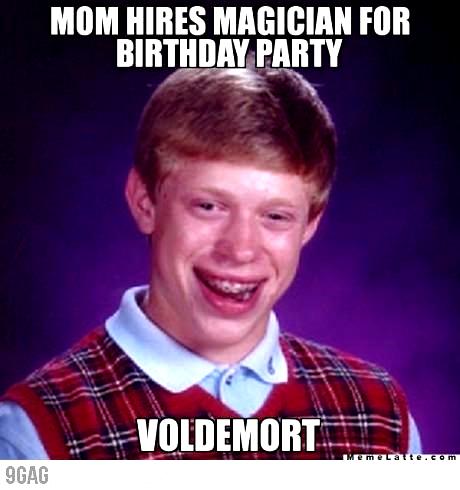 MOM HIRES MAGICIAN FOR
BIRTHDAY PARTY
VOLDEMORT
MemeLatte.com
9GAG